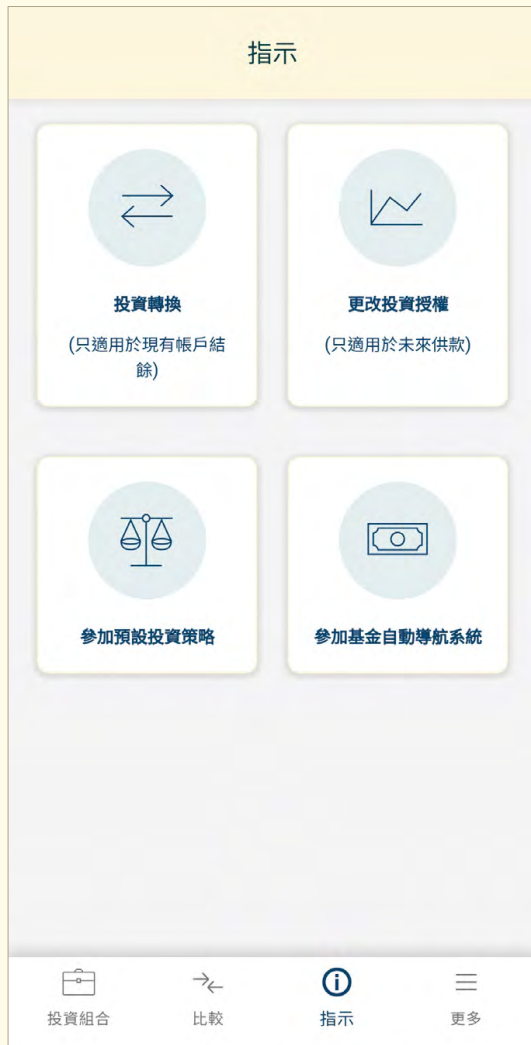 指示
投資轉換
(只適用於現有帳戶結
餘)
更改投資授權
(只適用於未來供款)
參加預設投資策略
參加基金自動導航系統
投資組合
比較
指示
更多